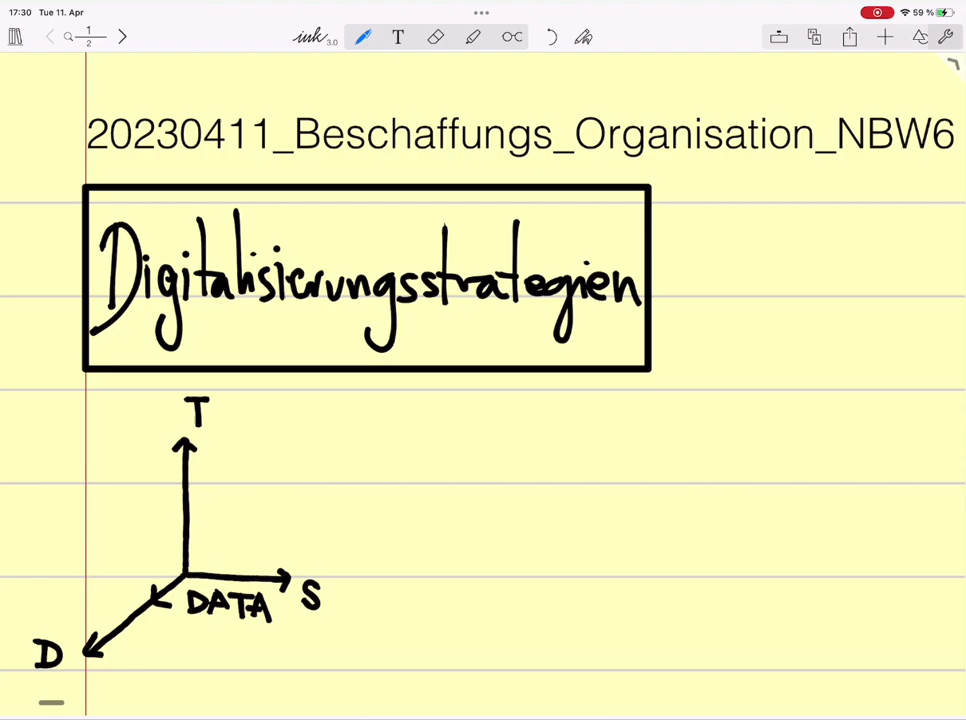 17:30 Tue 11. Apr
59 %
1
2
ink 3.0
T
20230411_Beschaffungs_Organisation_NBW6
Digitalisierungsstrategien
T
DATA
S
D